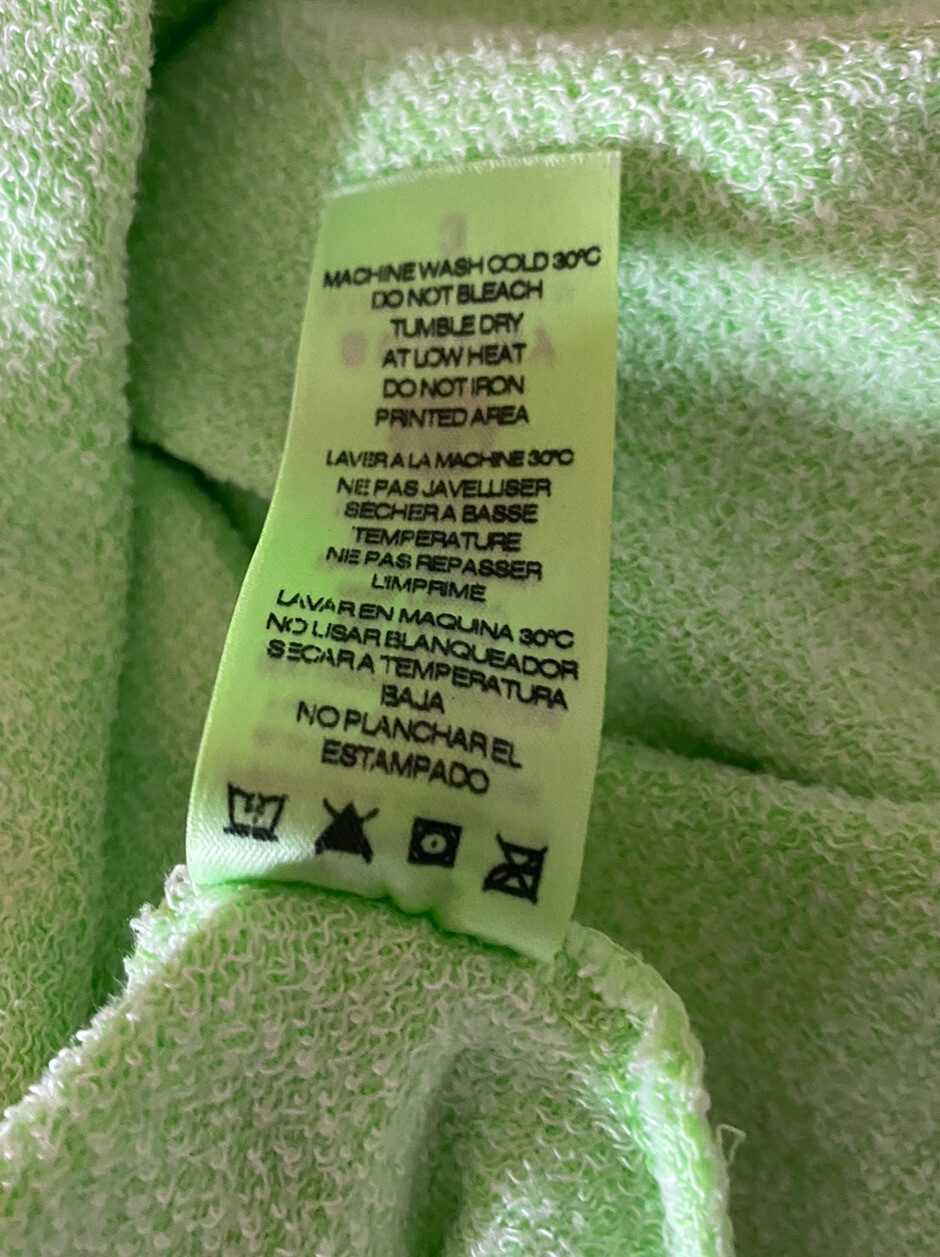 MACHINE WASH COLD 30°C
DO NOT BLEACH
TUMBLE DRY
AT LOW HEAT
DO NOT IRON
PRINTED AREA
LAVER A LA MACHINE 30°C
NE PAS JAVELLISER
SECHER A BASSE
TEMPERATURE
NE PAS REPASSER
L'IMPRIME
LAVAR EN MAQUINA 30°C
NO USAR BLANQUEADOR
SECAR A TEMPERATURA
BAJA
NO PLANCHAR EL
ESTAMPADO